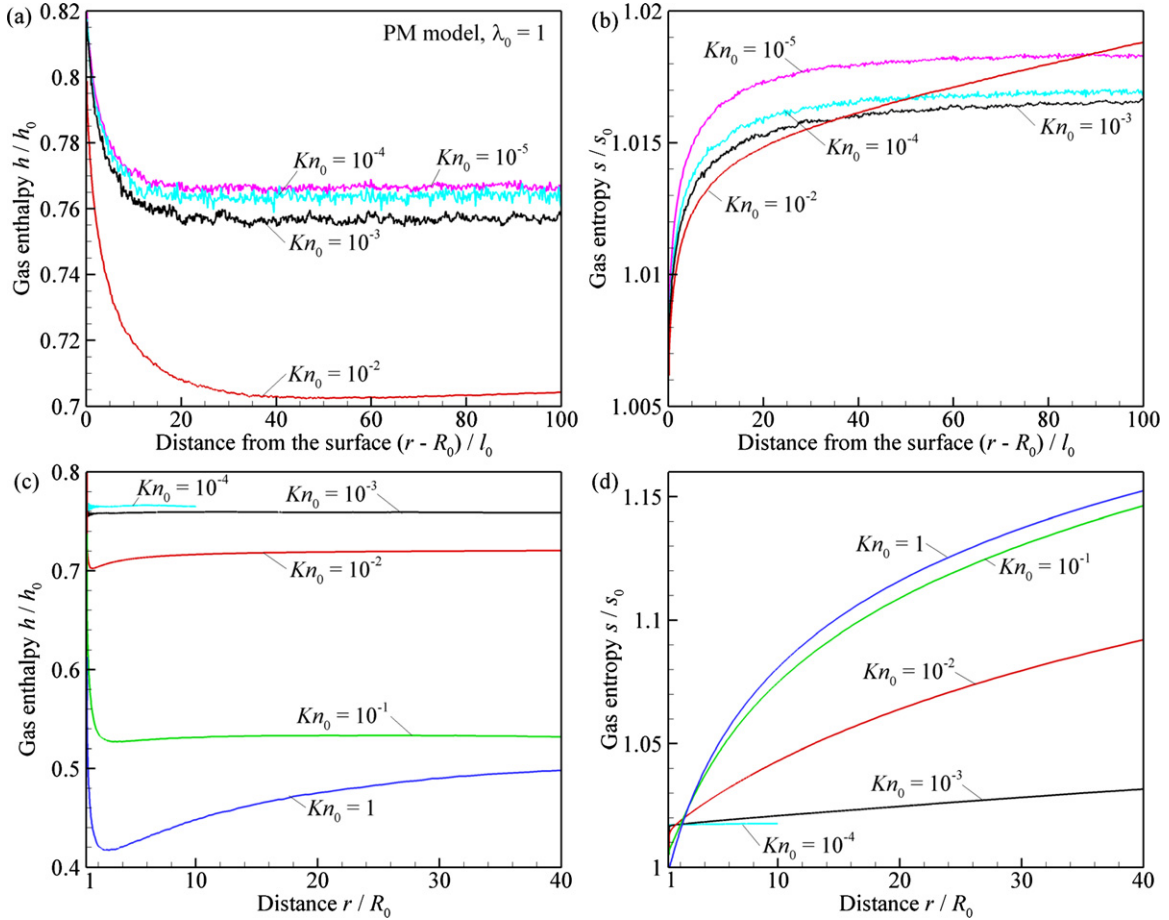 (a)
PM model, λ₀ = 1
Gas enthalpy h / h₀
0.82
0.8
0.78
0.76
0.74
0.72
0.7
Kn₀ = 10⁻⁴
Kn₀ = 10⁻⁵
Kn₀ = 10⁻³
Kn₀ = 10⁻²
0 20 40 60 80 100
Distance from the surface (r - R₀) / l₀
(b)
Gas entropy s / s₀
1.02
1.015
1.01
1.005
Kn₀ = 10⁻⁵
Kn₀ = 10⁻³
Kn₀ = 10⁻⁴
Kn₀ = 10⁻²
0 20 40 60 80 100
Distance from the surface (r - R₀) / l₀
(c)
Gas enthalpy h / h₀
0.8
0.7
0.6
0.5
0.4
Kn₀ = 10⁻⁴
Kn₀ = 10⁻³
Kn₀ = 10⁻²
Kn₀ = 10⁻¹
Kn₀ = 1
1 10 20 30 40
Distance r / R₀
(d)
Gas entropy s / s₀
1.15
1.1
1.05
1
Kn₀ = 1
Kn₀ = 10⁻¹
Kn₀ = 10⁻²
Kn₀ = 10⁻³
Kn₀ = 10⁻⁴
1 10 20 30 40
Distance r / R₀